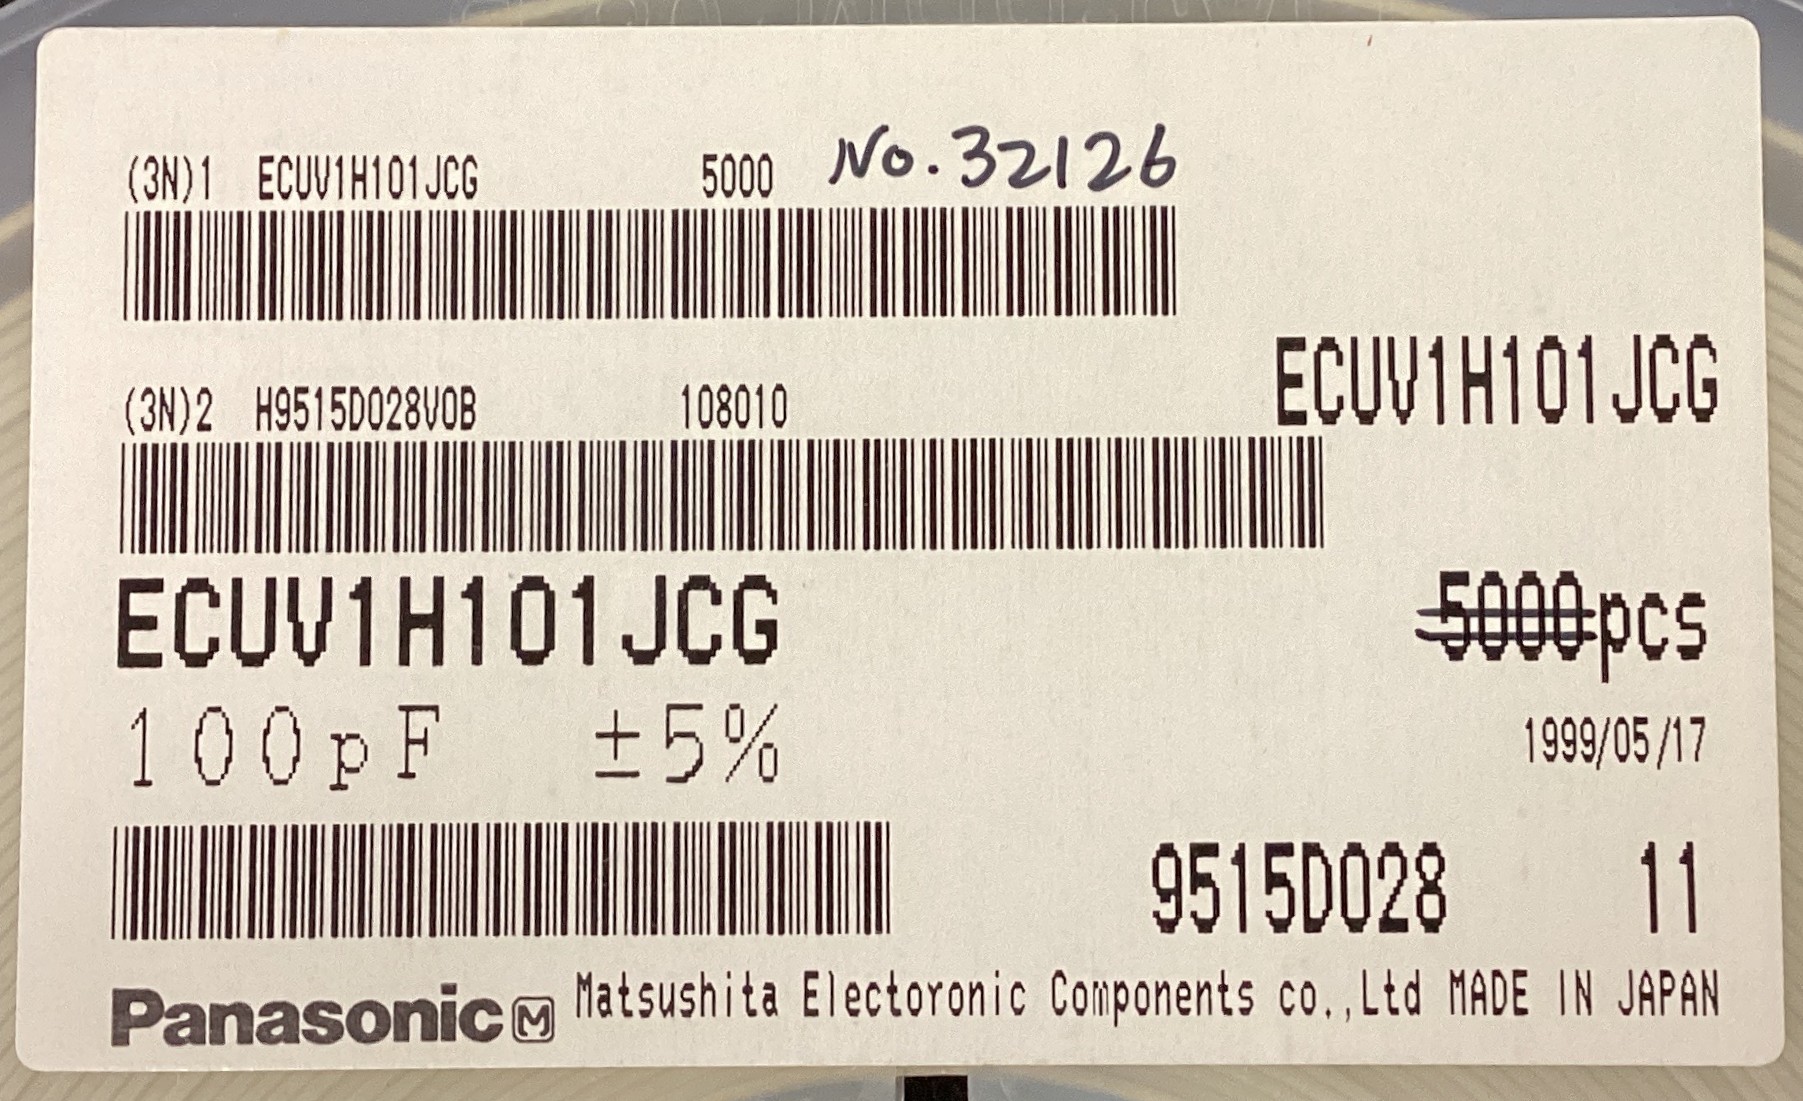 (3N)1 ECUV1H101JCG 5000 No.32126
ECUV1H101JCG
(3N)2 H9515D028V0B 108010
ECUV1H101JCG 5000pcs
100pF ±5% 1999/05/17
9515D028 11
Panasonic M Matsushita Electoronic Components co.,Ltd MADE IN JAPAN